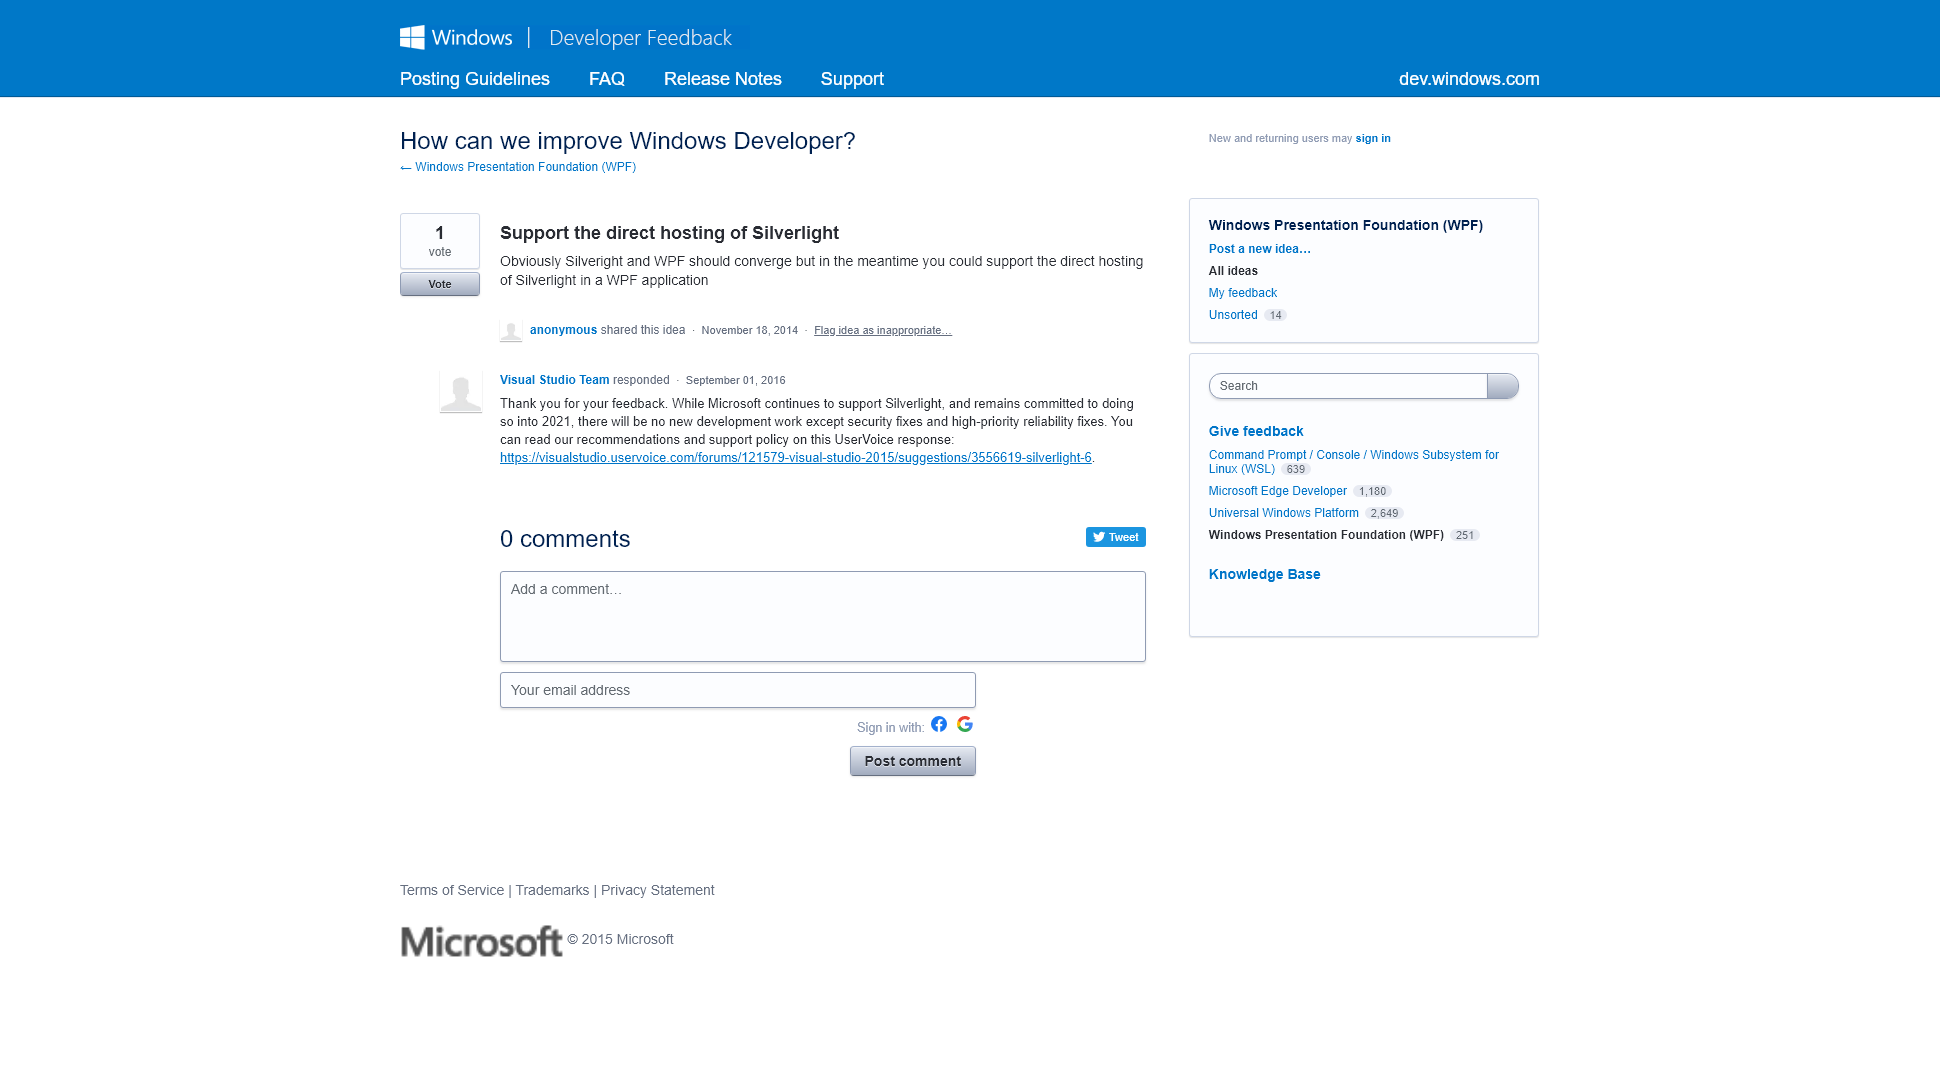 Windows | Developer Feedback
Posting Guidelines FAQ Release Notes Support dev.windows.com
How can we improve Windows Developer?
← Windows Presentation Foundation (WPF)
New and returning users may sign in
1
vote
Vote
Support the direct hosting of Silverlight
Obviously Silveright and WPF should converge but in the meantime you could support the direct hosting
of Silverlight in a WPF application
anonymous shared this idea · November 18, 2014 · Flag idea as inappropriate…
Visual Studio Team responded · September 01, 2016
Thank you for your feedback. While Microsoft continues to support Silverlight, and remains committed to doing
so into 2021, there will be no new development work except security fixes and high-priority reliability fixes. You
can read our recommendations and support policy on this UserVoice response:
https://visualstudio.uservoice.com/forums/121579-visual-studio-2015/suggestions/3556619-silverlight-6.
0 comments
Tweet
Add a comment…
Your email address
Sign in with:
Post comment
Windows Presentation Foundation (WPF)
Post a new idea…
All ideas
My feedback
Unsorted 14
Search
Give feedback
Command Prompt / Console / Windows Subsystem for
Linux (WSL) 639
Microsoft Edge Developer 1,180
Universal Windows Platform 2,649
Windows Presentation Foundation (WPF) 251
Knowledge Base
Terms of Service | Trademarks | Privacy Statement
Microsoft © 2015 Microsoft